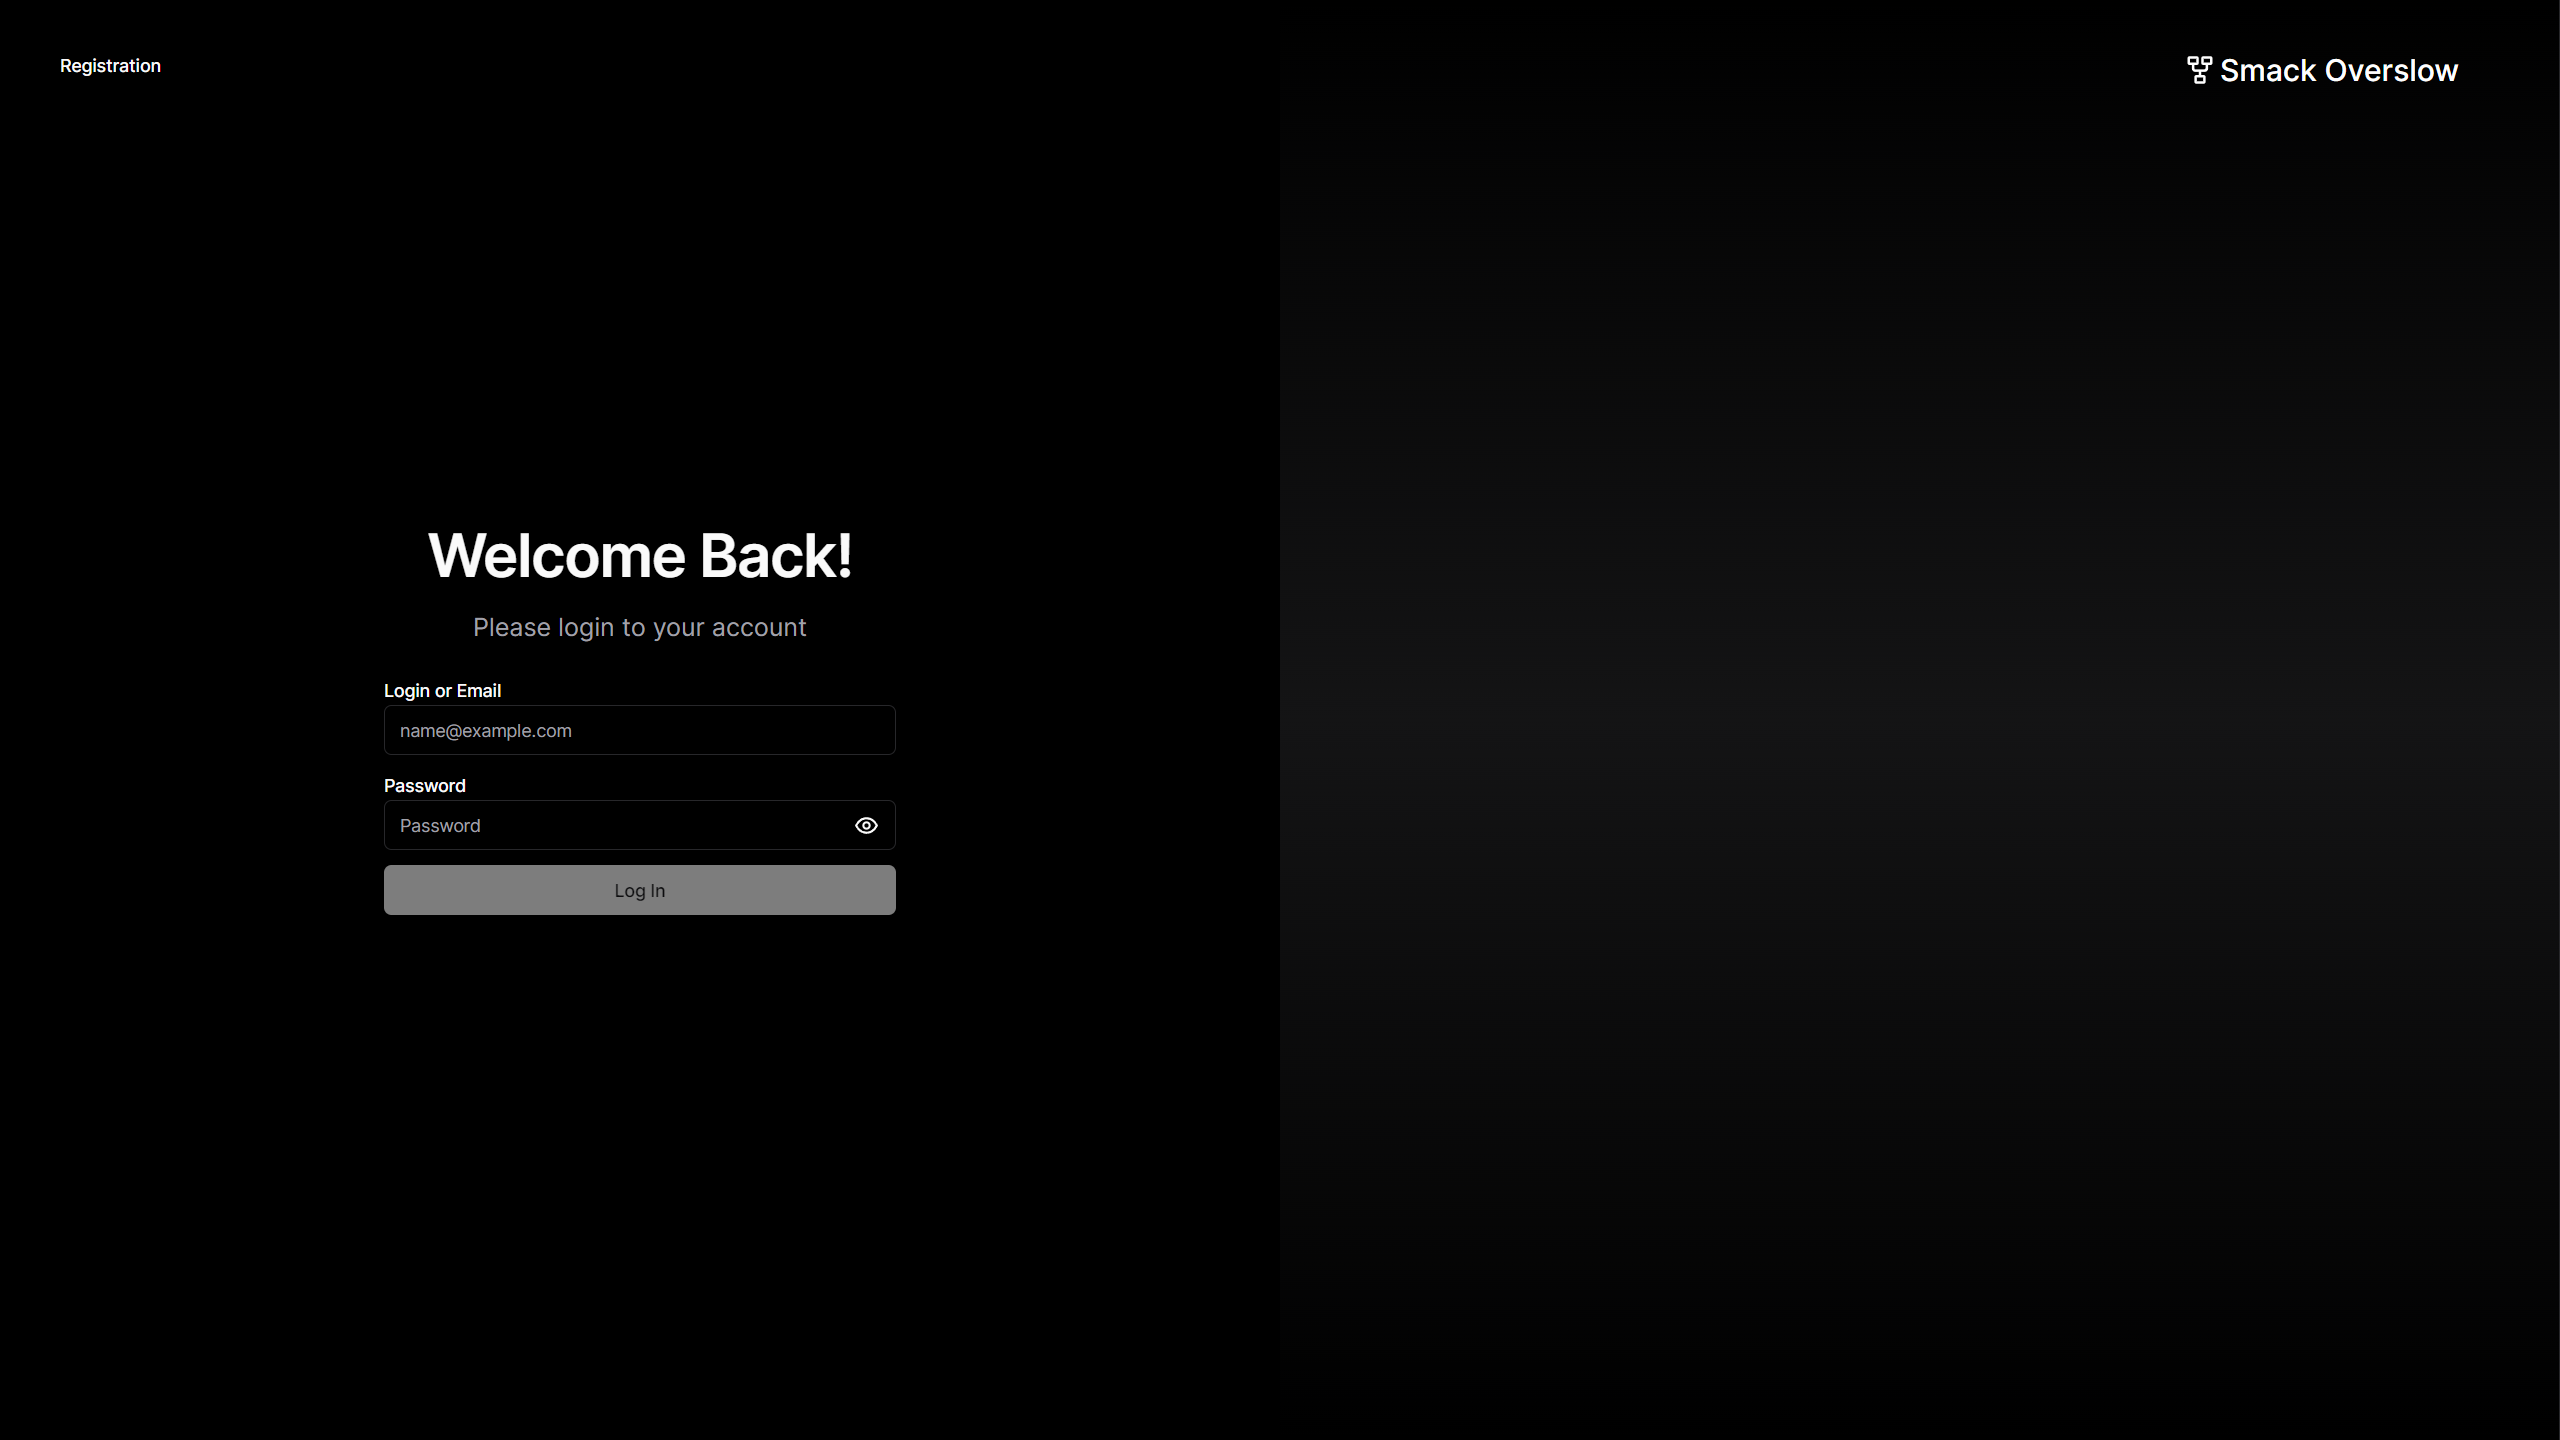 Registration
Smack Overslow
Welcome Back!
Please login to your account
Login or Email
name@example.com
Password
Password
Log In